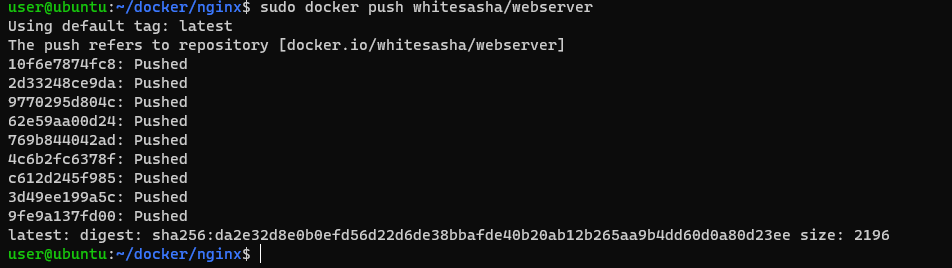 user@ubuntu:~/docker/nginx$ sudo docker push whitesasha/webserver
Using default tag: latest
The push refers to repository [docker.io/whitesasha/webserver]
10f6e7874fc8: Pushed
2d33248ce9da: Pushed
9770295d804c: Pushed
62e59aa00d24: Pushed
769b844042ad: Pushed
4c6b2fc6378f: Pushed
c612d245f985: Pushed
3d49ee199a5c: Pushed
9fe9a137fd00: Pushed
latest: digest: sha256:da2e32d8e0b0efd56d22d6de38bbafde40b20ab12b265aa9b4dd60d0a80d23ee size: 2196
user@ubuntu:~/docker/nginx$